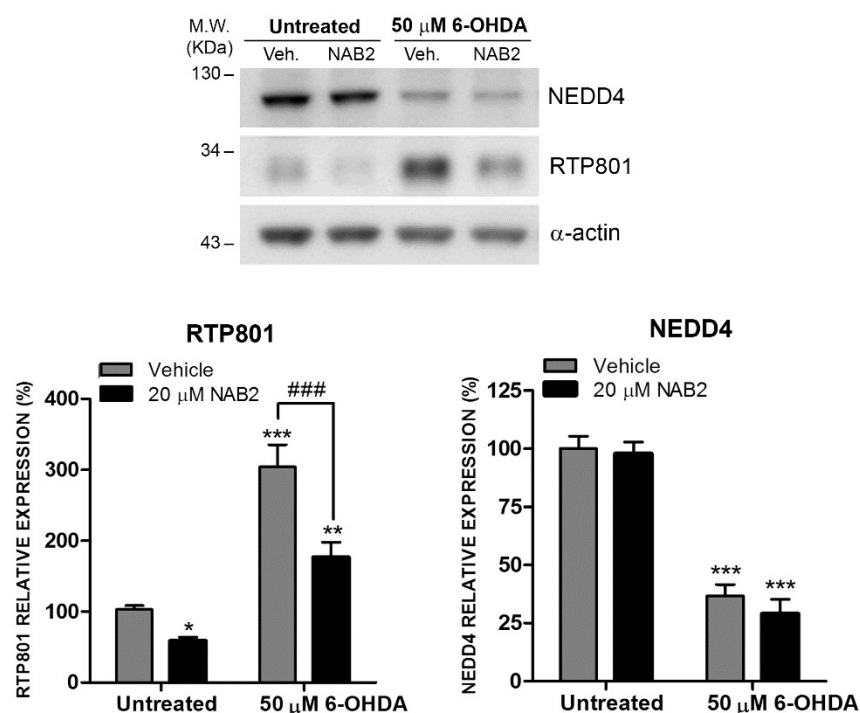 M.W.
(KDa)
Untreated 50 μM 6-OHDA
Veh. NAB2 Veh. NAB2
130
NEDD4
34
RTP801
43
α-actin
RTP801
Vehicle
20 μM NAB2
RTP801 RELATIVE EXPRESSION (%)
400
300
200
100
0
*
***
###
**
Untreated 50 μM 6-OHDA
NEDD4
Vehicle
20 μM NAB2
NEDD4 RELATIVE EXPRESSION (%)
125
100
75
50
25
0
***
***
Untreated 50 μM 6-OHDA